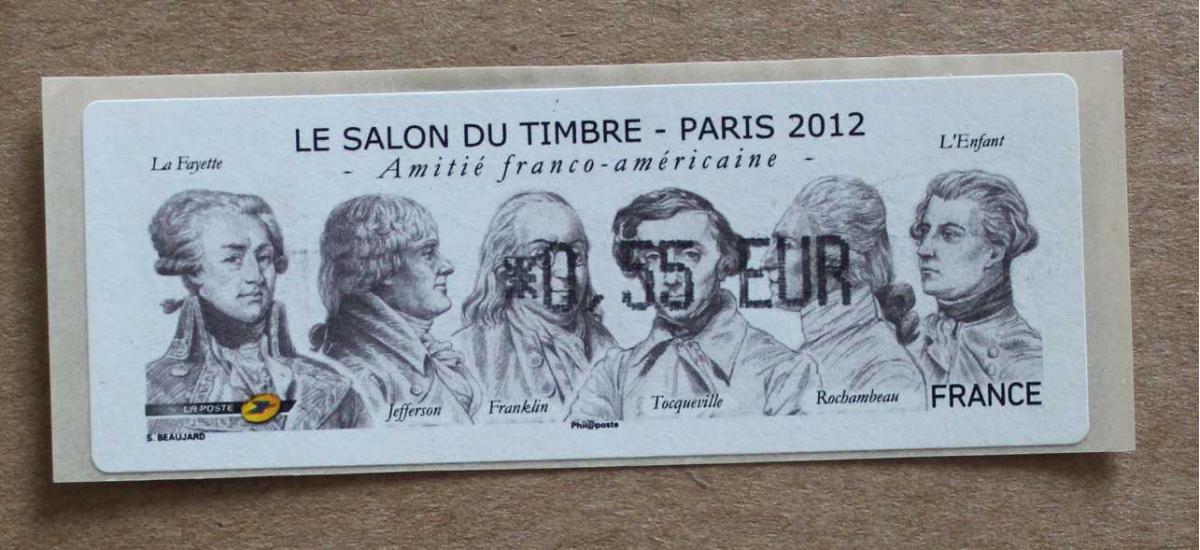 LE SALON DU TIMBRE - PARIS 2012
- Amitié franco-américaine -
La Fayette
L'Enfant
*0,55 EUR
LA POSTE
Jefferson
Franklin
Tocqueville
Rochambeau
FRANCE
S. BEAUJARD
Phil@poste